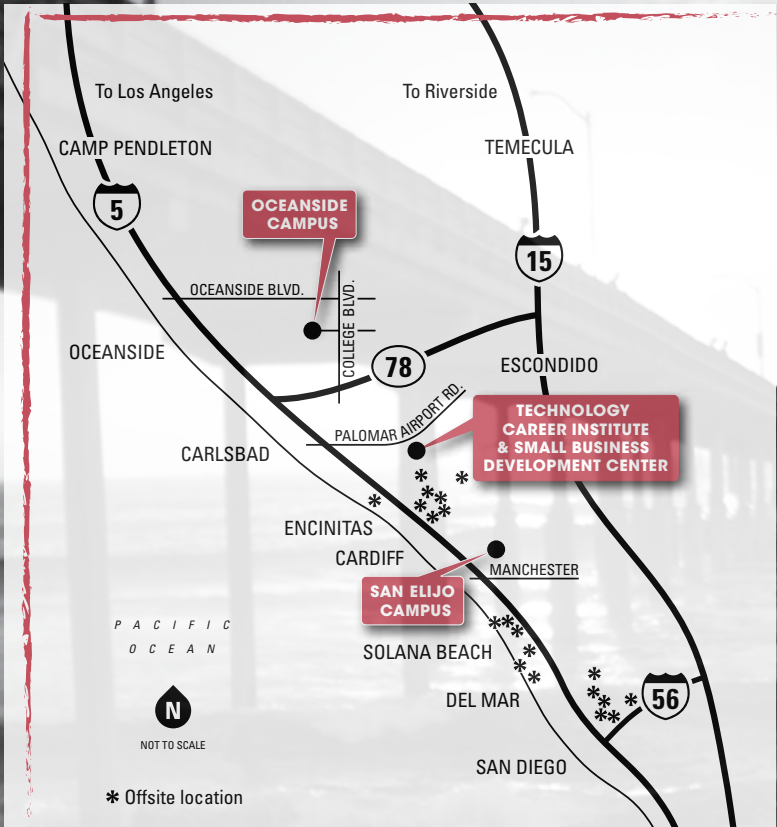 To Los Angeles
To Riverside
CAMP PENDLETON
TEMECULA
5
OCEANSIDE
CAMPUS
15
OCEANSIDE BLVD.
COLLEGE BLVD.
OCEANSIDE
78
ESCONDIDO
PALOMAR AIRPORT RD.
TECHNOLOGY
CAREER INSTITUTE
& SMALL BUSINESS
DEVELOPMENT CENTER
CARLSBAD
ENCINITAS
CARDIFF
MANCHESTER
SAN ELIJO
CAMPUS
PACIFIC
OCEAN
SOLANA BEACH
DEL MAR
56
N
NOT TO SCALE
SAN DIEGO
* Offsite location